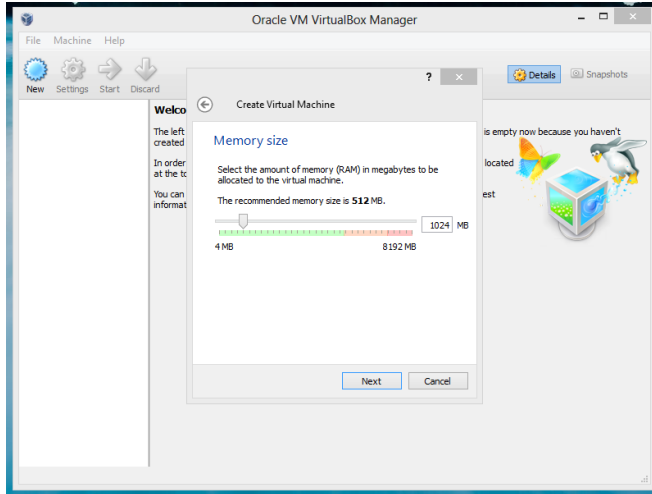 Oracle VM VirtualBox Manager
File Machine Help
New Settings Start Discard
Details Snapshots
Welco
The left
created
In order
at the to
You can
informat
is empty now because you haven't
located
est
? ×
Create Virtual Machine
Memory size
Select the amount of memory (RAM) in megabytes to be
allocated to the virtual machine.
The recommended memory size is 512 MB.
1024 MB
4 MB 8192 MB
Next Cancel